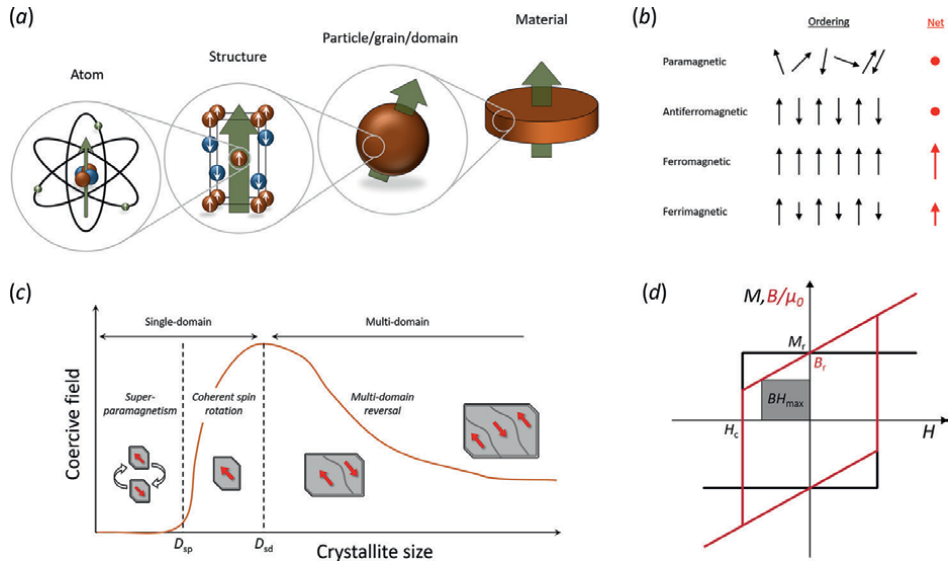 (a)
Atom
Structure
Particle/grain/domain
Material
(b)
Ordering
Net
Paramagnetic
Antiferromagnetic
Ferromagnetic
Ferrimagnetic
(c)
Coercive field
Single-domain
Multi-domain
Super-
paramagnetism
Coherent spin
rotation
Multi-domain
reversal
Dsp
Dsd
Crystallite size
(d)
M,B/μ0
Mr
Br
BHmax
Hc
H